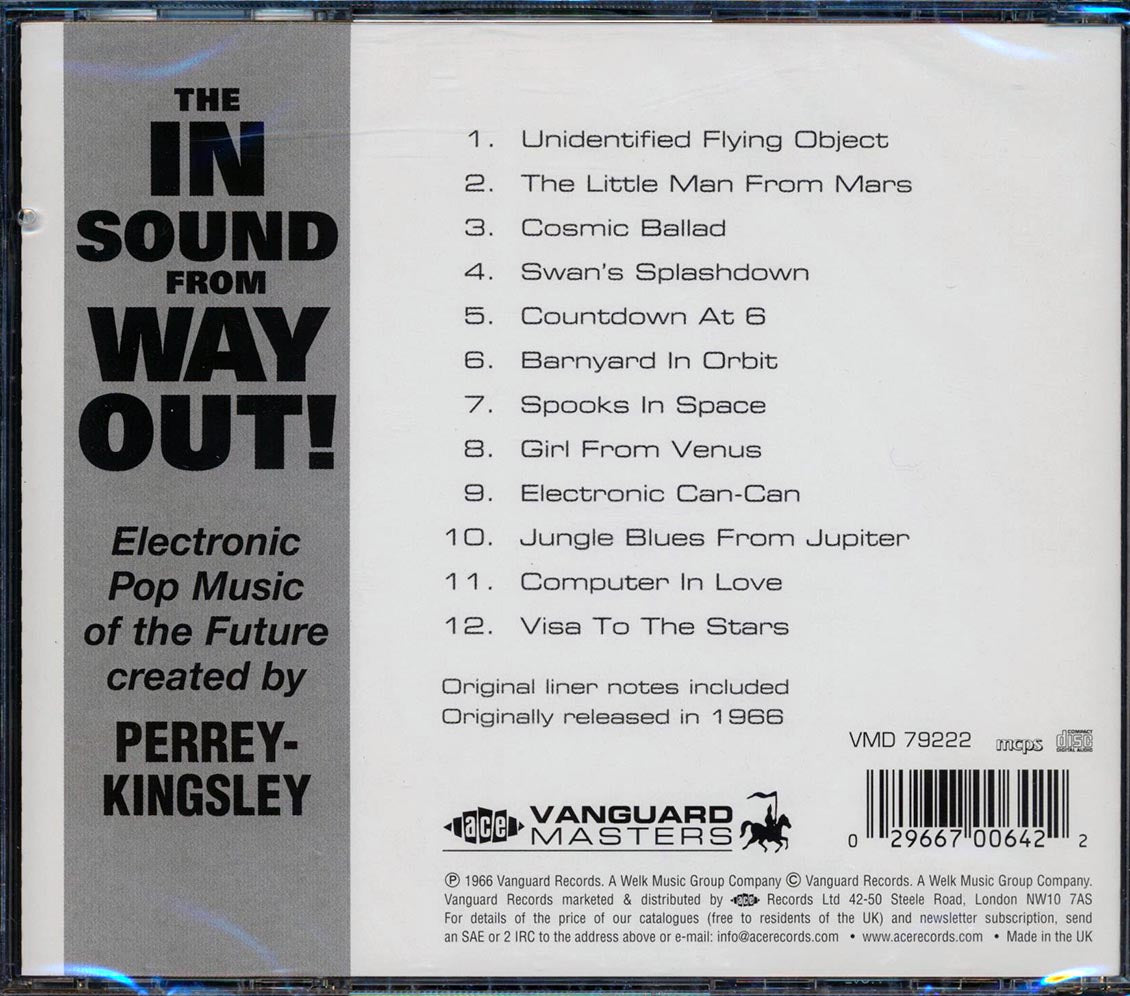 THE
IN
SOUND
FROM
WAY
OUT!
Electronic
Pop Music
of the Future
created by
PERREY-
KINGSLEY
1. Unidentified Flying Object
2. The Little Man From Mars
3. Cosmic Ballad
4. Swan's Splashdown
5. Countdown At 6
6. Barnyard In Orbit
7. Spooks In Space
8. Girl From Venus
9. Electronic Can-Can
10. Jungle Blues From Jupiter
11. Computer In Love
12. Visa To The Stars
Original liner notes included
Originally released in 1966
VMD 79222 mcps COMPACT disc DIGITAL AUDIO
ace VANGUARD
MASTERS
0 29667 00642 2
℗ 1966 Vanguard Records. A Welk Music Group Company © Vanguard Records. A Welk Music Group Company.
Vanguard Records marketed & distributed by ace Records Ltd 42-50 Steele Road, London NW10 7AS
For details of the price of our catalogues (free to residents of the UK) and newsletter subscription, send
an SAE or 2 IRC to the address above or e-mail: info@acerecords.com • www.acerecords.com • Made in the UK